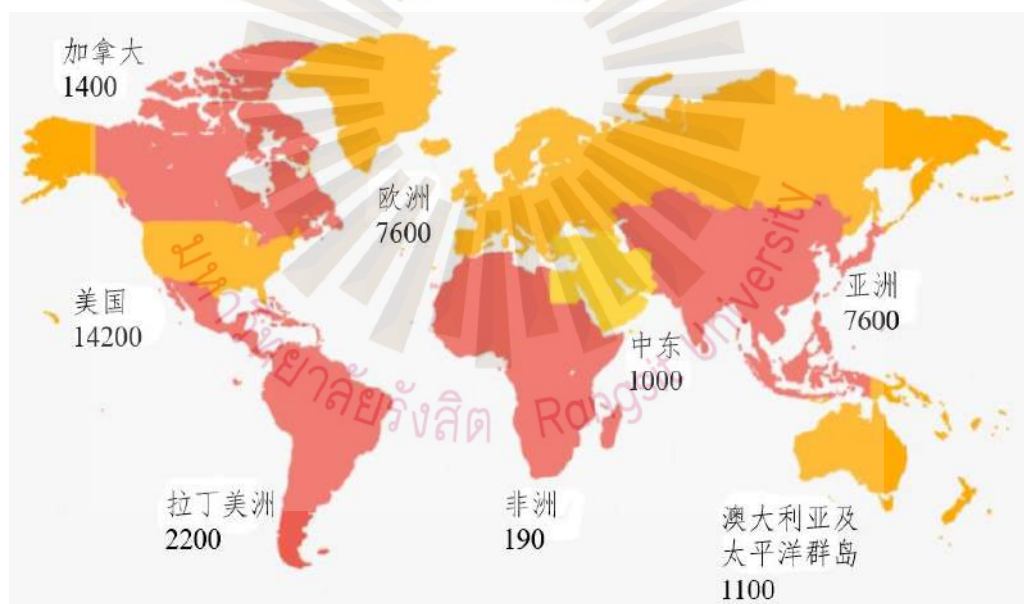 加拿大
1400
欧洲
7600
美国
14200
亚洲
7600
中东
1000
拉丁美洲
2200
非洲
190
澳大利亚及
太平洋群岛
1100
มหาวิทยาลัยรังสิต Rangsit University